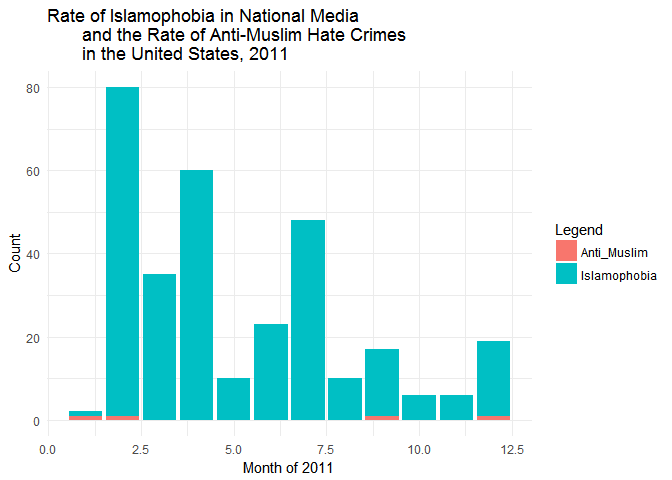 Rate of Islamophobia in National Media
and the Rate of Anti-Muslim Hate Crimes
in the United States, 2011
80
60
40
20
0
Count
0.0 2.5 5.0 7.5 10.0 12.5
Month of 2011
Legend
Anti_Muslim
Islamophobia